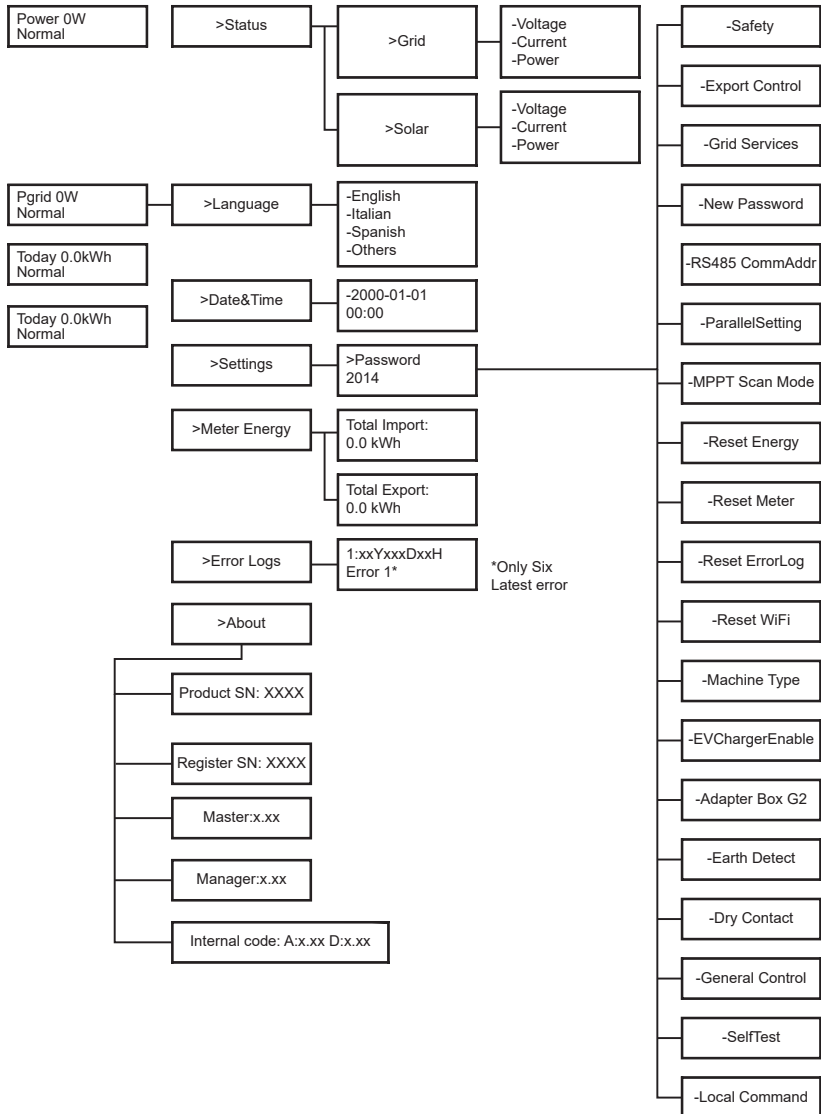 Power 0W
Normal
>Status
>Grid
-Voltage
-Current
-Power
>Solar
-Voltage
-Current
-Power
Pgrid 0W
Normal
>Language
-English
-Italian
-Spanish
-Others
Today 0.0kWh
Normal
>Date&Time
-2000-01-01
00:00
Today 0.0kWh
Normal
>Settings
>Password
2014
>Meter Energy
Total Import:
0.0 kWh
Total Export:
0.0 kWh
>Error Logs
1:xxYxxxDxxH
Error 1*
*Only Six
Latest error
>About
Product SN: XXXX
Register SN: XXXX
Master:x.xx
Manager:x.xx
Internal code: A:x.xx D:x.xx
-Safety
-Export Control
-Grid Services
-New Password
-RS485 CommAddr
-ParallelSetting
-MPPT Scan Mode
-Reset Energy
-Reset Meter
-Reset ErrorLog
-Reset WiFi
-Machine Type
-EVChargerEnable
-Adapter Box G2
-Earth Detect
-Dry Contact
-General Control
-SelfTest
-Local Command